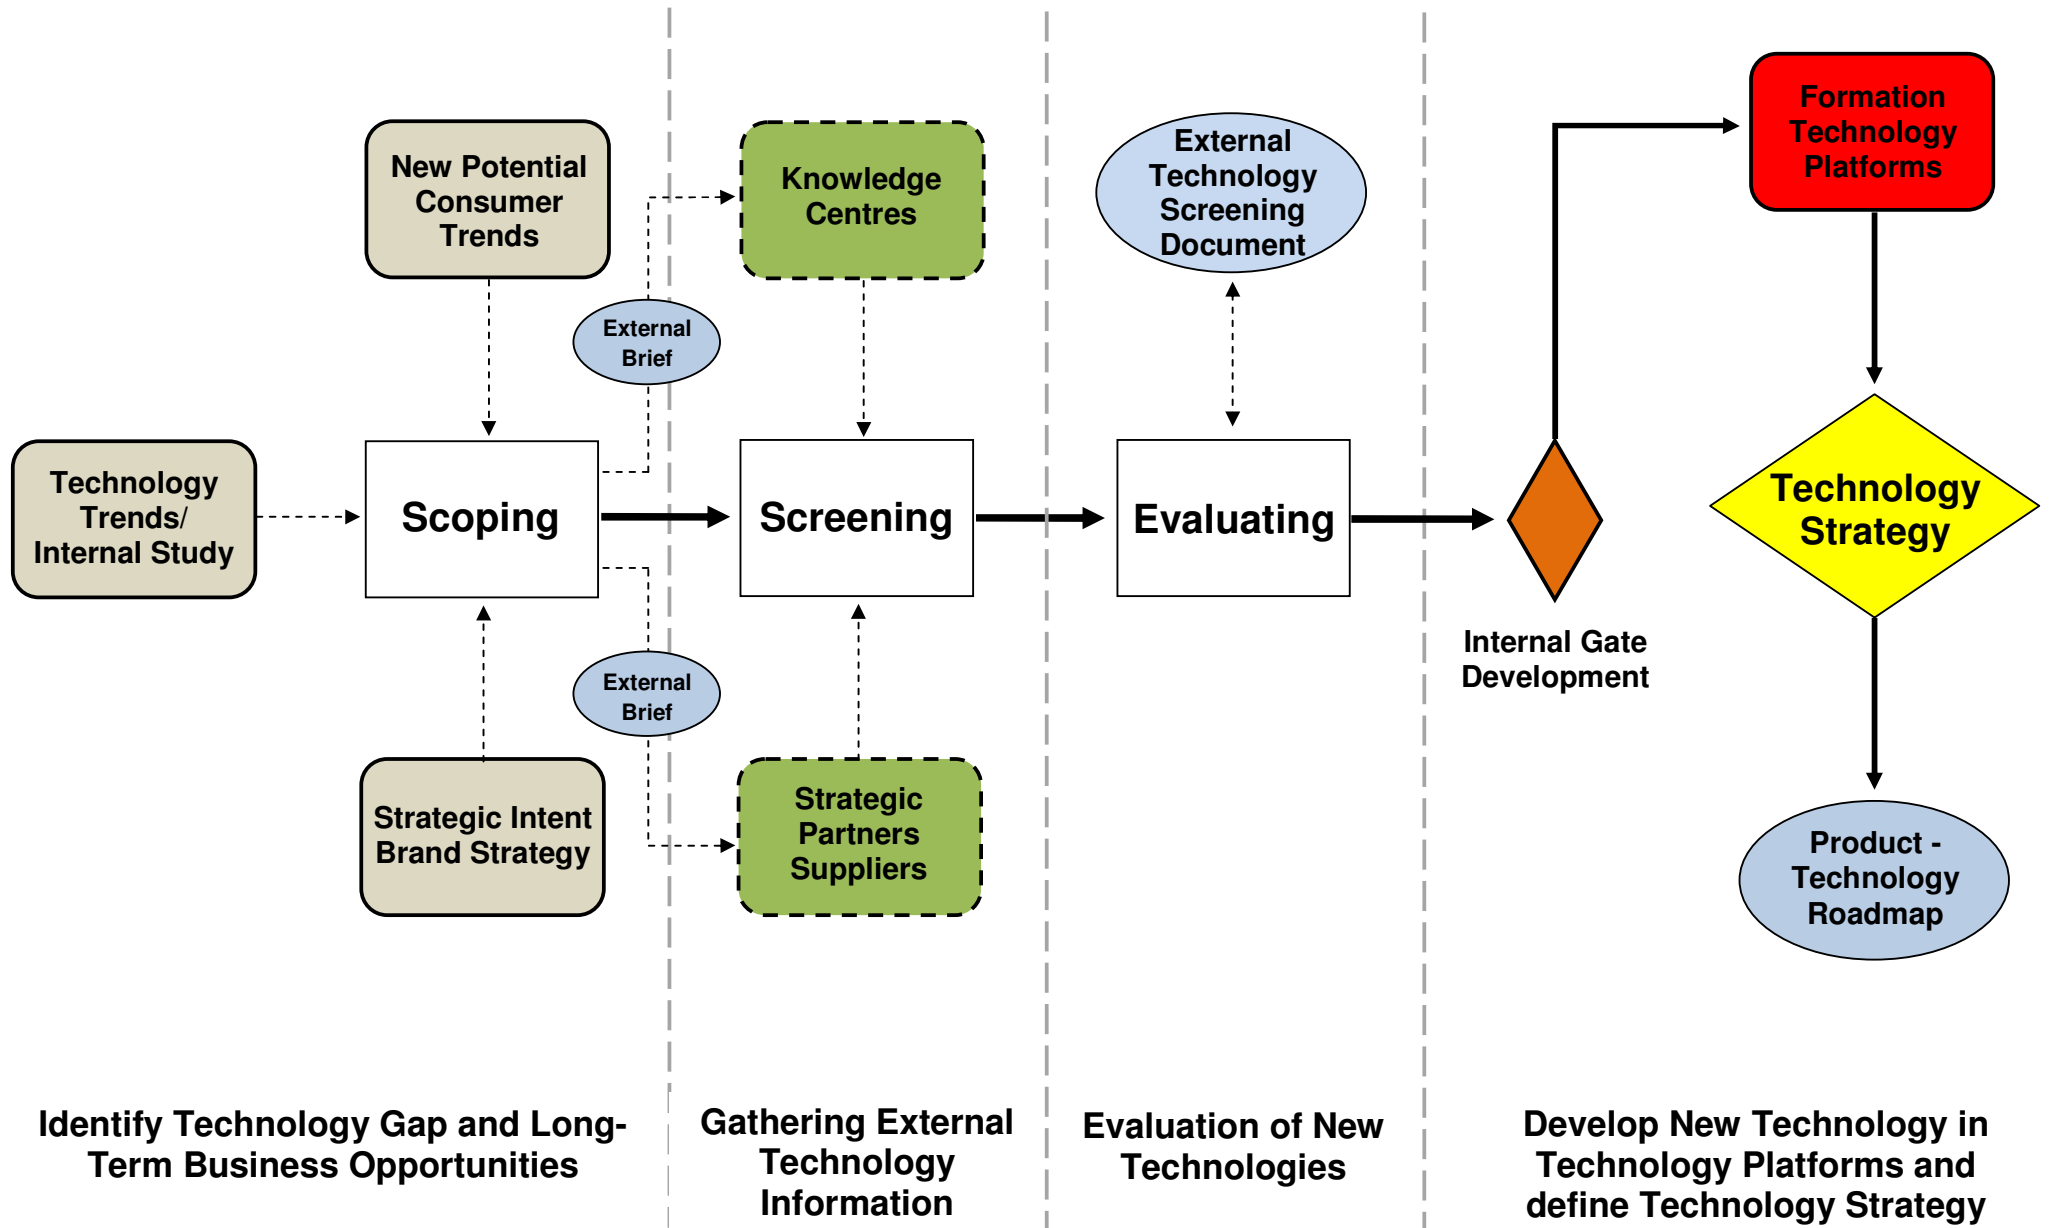 New Potential
Consumer
Trends
Knowledge
Centres
External
Technology
Screening
Document
Formation
Technology
Platforms
External
Brief
Technology
Trends/
Internal Study
Scoping
Screening
Evaluating
Technology
Strategy
Internal Gate
Development
External
Brief
Strategic Intent
Brand Strategy
Strategic
Partners
Suppliers
Product -
Technology
Roadmap
Identify Technology Gap and Long-
Term Business Opportunities
Gathering External
Technology
Information
Evaluation of New
Technologies
Develop New Technology in
Technology Platforms and
define Technology Strategy